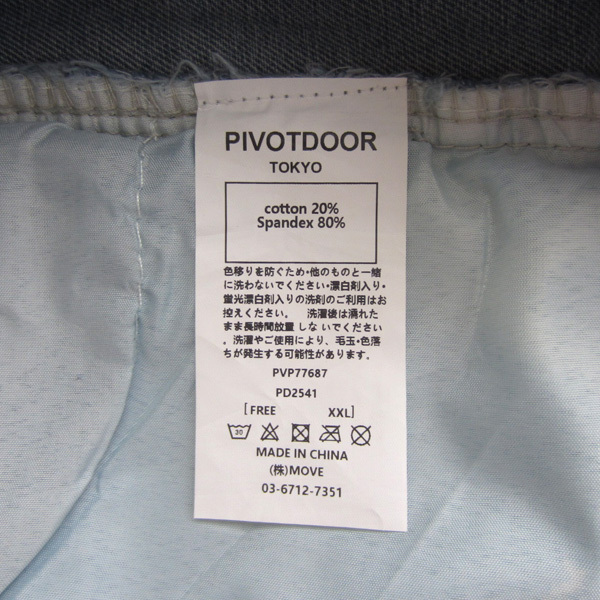 PIVOTDOOR
TOKYO
cotton 20%
Spandex 80%
色移りを防ぐため・他のものと一緒
に洗わないでください・漂白剤入り・
蛍光漂白剤入りの洗剤のご利用はお
控えください。 洗濯後は湧れた
まま長時間放置 しな いでください
。洗濯やご使用により、毛玉・色落
ちが発生する可能性があります。
PVP77687
PD2541
[FREE XXL]
30
MADE IN CHINA
(株)MOVE
03-6712-7351